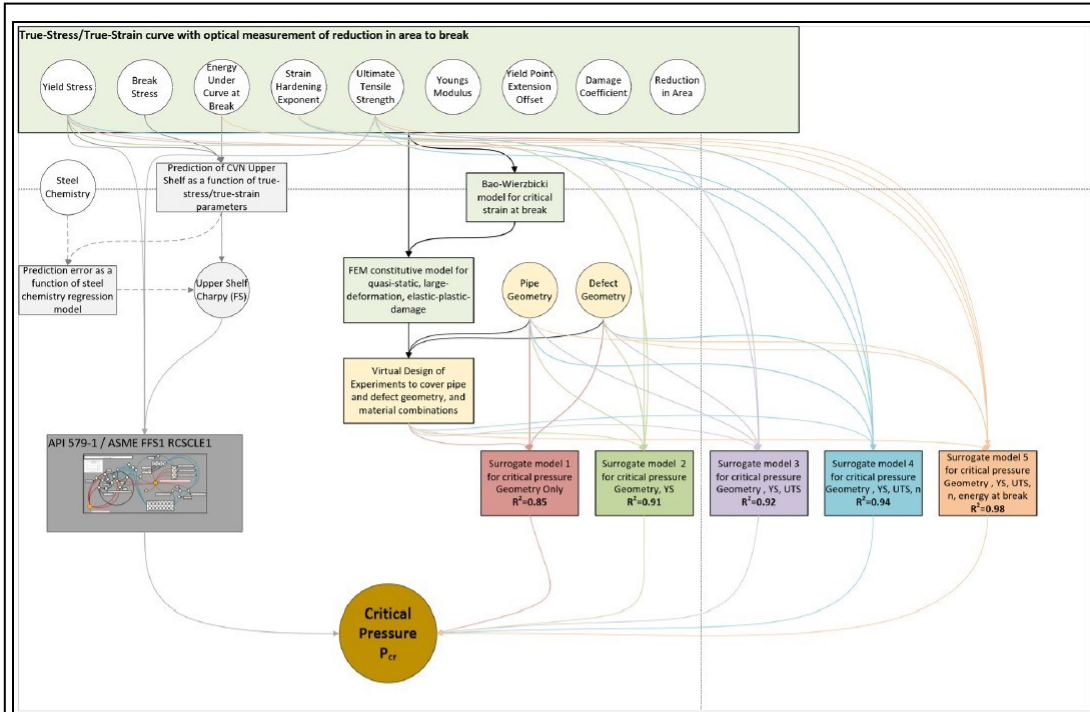 True-Stress/True-Strain curve with optical measurement of reduction in area to break
Yield Stress
Break
Stress
Energy
Under
Curve at
Break
Strain
Hardening
Exponent
Ultimate
Tensile
Strength
Youngs
Modulus
Yield Point
Extension
Offset
Damage
Coefficient
Reduction
in Area
Steel
Chemistry
Prediction of CVN Upper
Shelf as a function of true-
stress/true-strain
parameters
Bao-Wierzbicki
model for critical
strain at break
Prediction error as a
function of steel
chemistry regression
model
Upper Shelf
Charpy (FS)
FEM constitutive model for
quasi-static, large-
deformation, elastic-plastic-
damage
Pipe
Geometry
Defect
Geometry
Virtual Design of
Experiments to cover pipe
and defect geometry, and
material combinations
API 579-1 / ASME FFS1 RCSCLE1
Surrogate model 1
for critical pressure
Geometry Only
R²=0.85
Surrogate model 2
for critical pressure
Geometry, YS
R²=0.91
Surrogate model 3
for critical pressure
Geometry , YS, UTS
R²=0.92
Surrogate model 4
for critical pressure
Geometry , YS, UTS, n
R²=0.94
Surrogate model 5
for critical pressure
Geometry , YS, UTS,
n, energy at break
R²=0.98
Critical
Pressure
Pcr